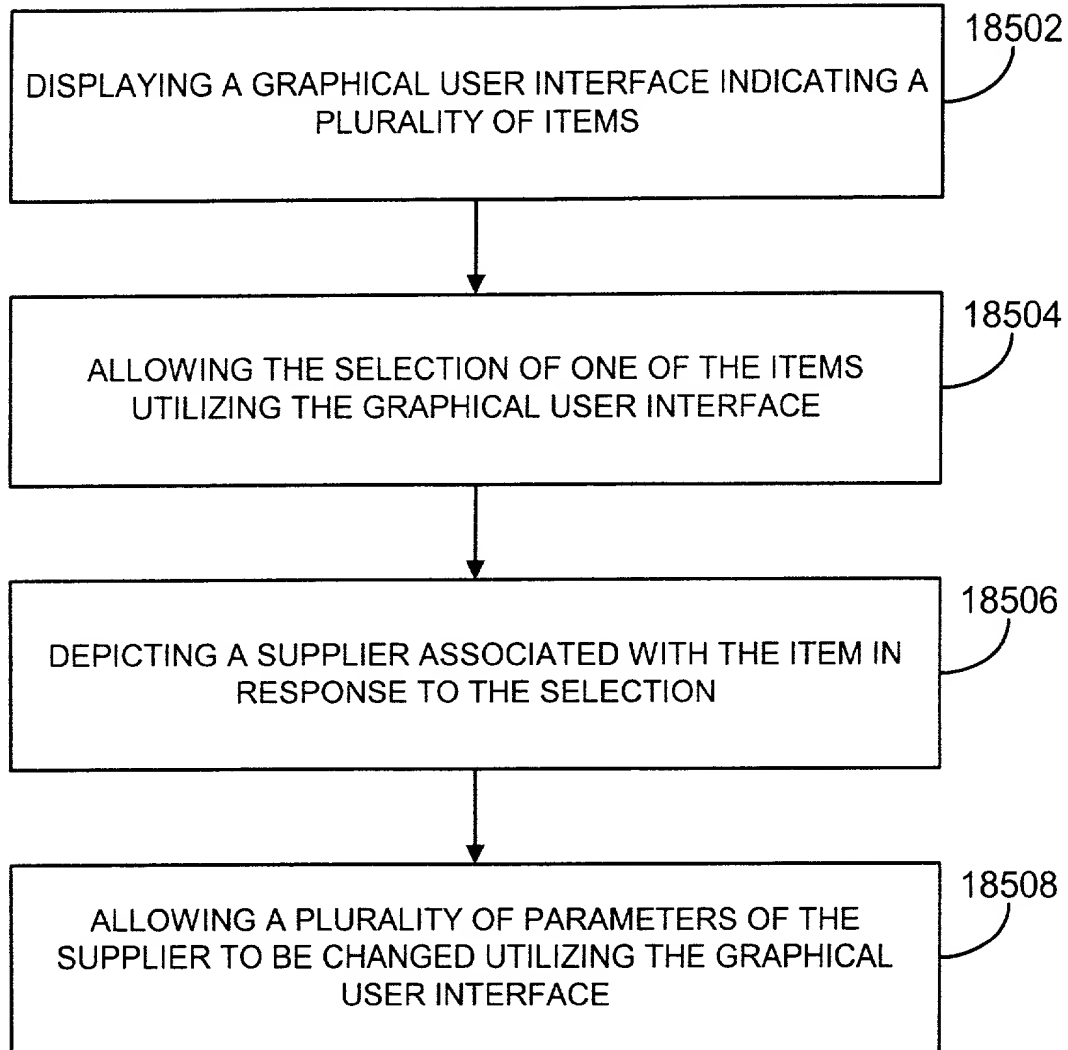 18502
DISPLAYING A GRAPHICAL USER INTERFACE INDICATING A
PLURALITY OF ITEMS
18504
ALLOWING THE SELECTION OF ONE OF THE ITEMS
UTILIZING THE GRAPHICAL USER INTERFACE
18506
DEPICTING A SUPPLIER ASSOCIATED WITH THE ITEM IN
RESPONSE TO THE SELECTION
18508
ALLOWING A PLURALITY OF PARAMETERS OF THE
SUPPLIER TO BE CHANGED UTILIZING THE GRAPHICAL
USER INTERFACE